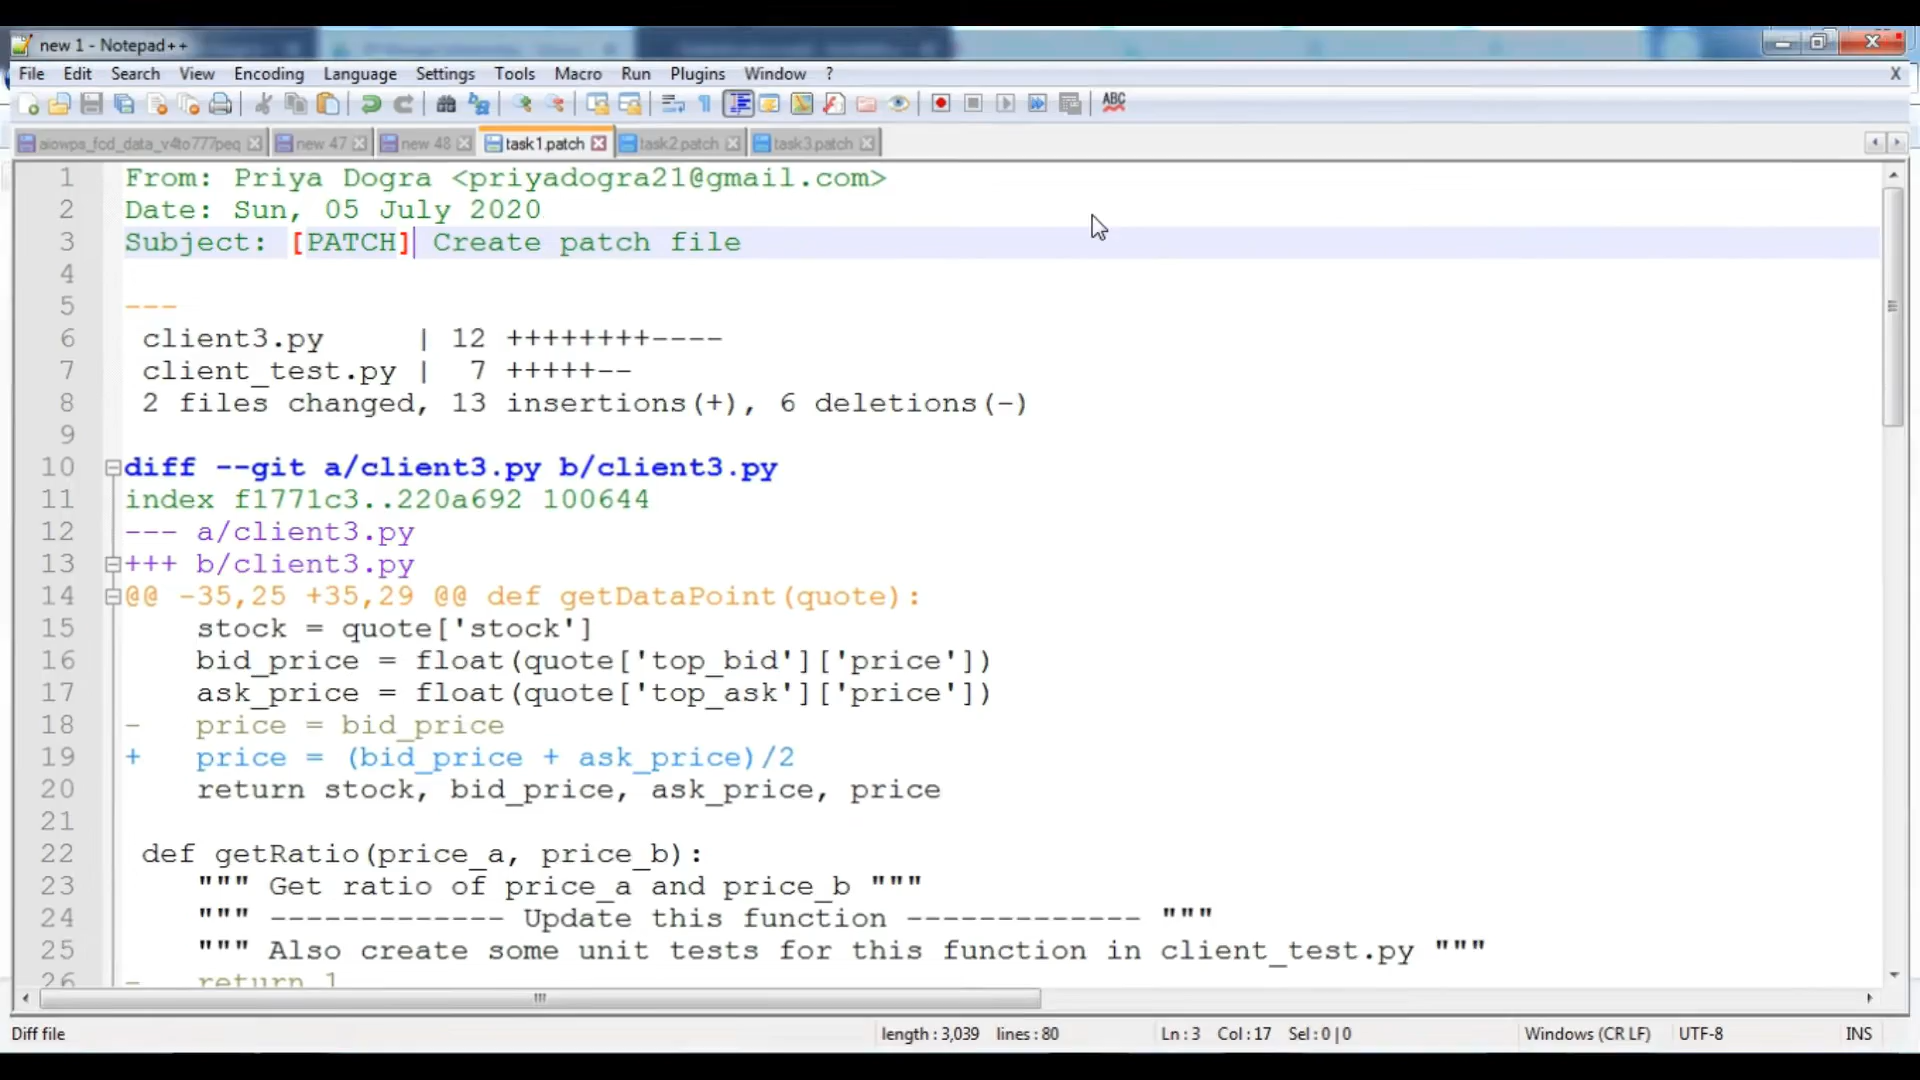 new 1 - Notepad++
File Edit Search View Encoding Language Settings Tools Macro Run Plugins Window ? X
ABC
aiowps_fcd_data_v4to777peq new 47 new 48 task1.patch task2.patch task3.patch
1 From: Priya Dogra <priyadogra21@gmail.com>
2 Date: Sun, 05 July 2020
3 Subject: [PATCH] Create patch file
4
5 ---
6 client3.py | 12 ++++++++----
7 client_test.py | 7 +++++--
8 2 files changed, 13 insertions(+), 6 deletions(-)
9
10 diff --git a/client3.py b/client3.py
11 index f1771c3..220a692 100644
12 --- a/client3.py
13 +++ b/client3.py
14 @@ -35,25 +35,29 @@ def getDataPoint(quote):
15 stock = quote['stock']
16 bid_price = float(quote['top_bid']['price'])
17 ask_price = float(quote['top_ask']['price'])
18 - price = bid_price
19 + price = (bid_price + ask_price)/2
20 return stock, bid_price, ask_price, price
21
22 def getRatio(price_a, price_b):
23 """ Get ratio of price_a and price_b """
24 """ ------------- Update this function ------------- """
25 """ Also create some unit tests for this function in client_test.py """
26 - return 1
Diff file length : 3,039 lines : 80 Ln : 3 Col : 17 Sel : 0 | 0 Windows (CR LF) UTF-8 INS